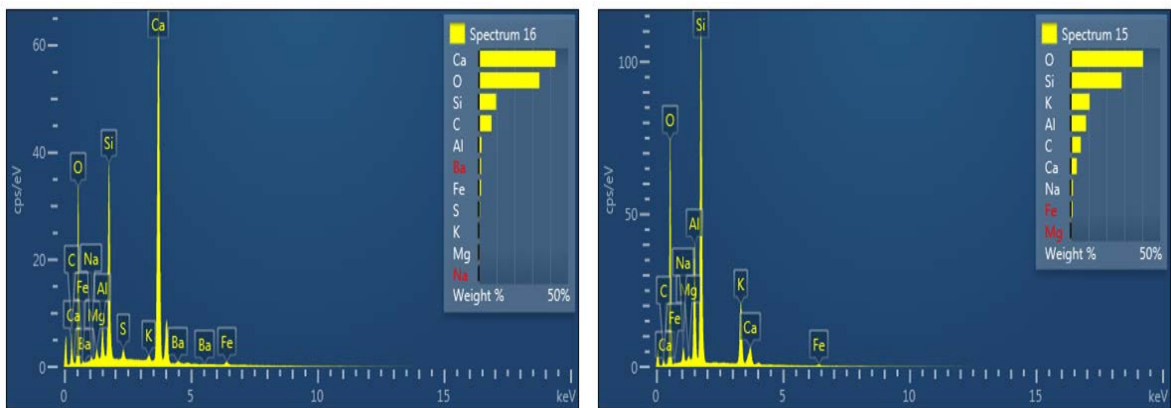 Spectrum 16
Ca
O
Si
C
Al
Ba
Fe
S
K
Mg
Na
Weight % 50%
cps/eV
60
40
20
0
Ca
Si
O
C Na
Fe Al
Ca Mg
Ba S K Ba Ba Fe
0 5 10 15 keV
Spectrum 15
O
Si
K
Al
C
Ca
Na
Fe
Mg
Weight % 50%
cps/eV
100
50
0
Si
O
Al
Na
C Mg K
Fe Ca
Ca Fe
0 5 10 15 keV